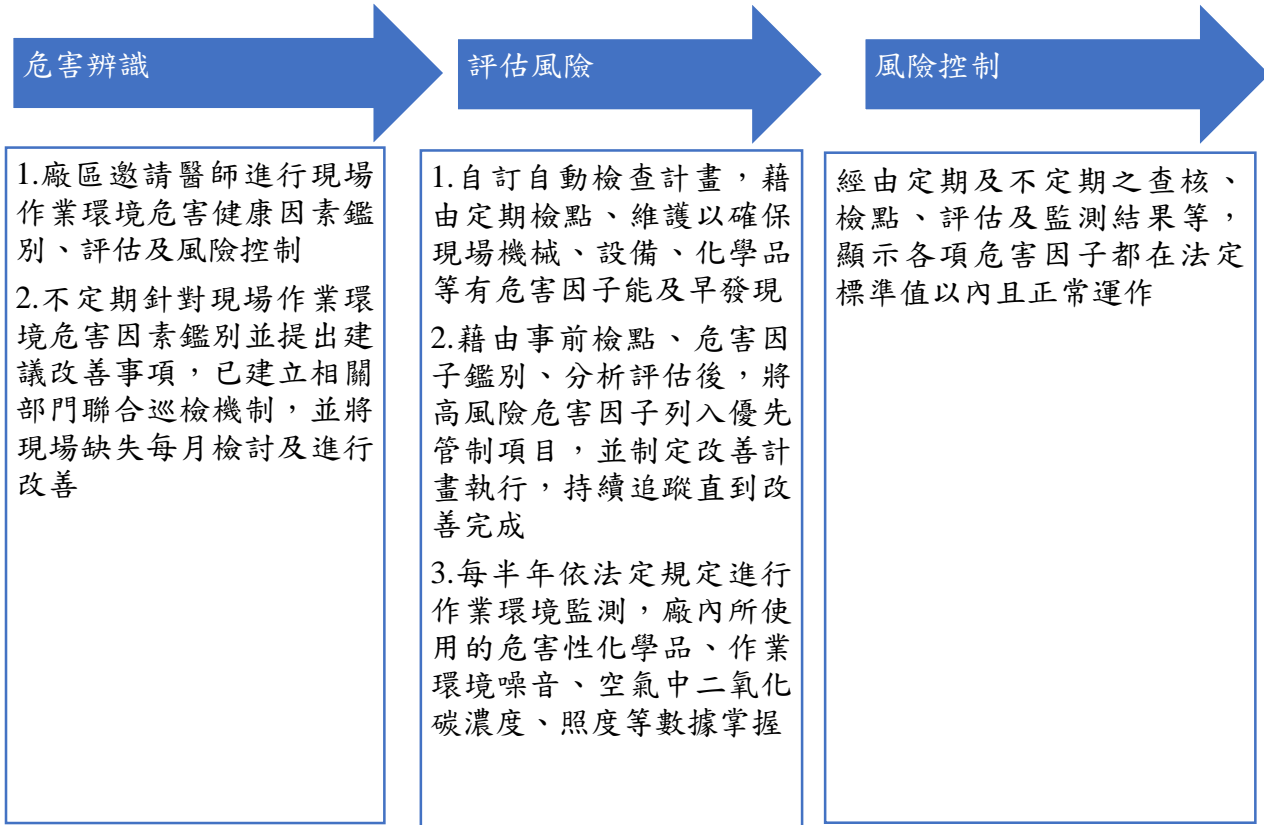 危害辨識
評估風險
風險控制
1.廠區邀請醫師進行現場
作業環境危害健康因素鑑
別、評估及風險控制
2.不定期針對現場作業環
境危害因素鑑別並提出建
議改善事項，已建立相關
部門聯合巡檢機制，並將
現場缺失每月檢討及進行
改善
1.自訂自動檢查計畫，藉
由定期檢點、維護以確保
現場機械、設備、化學品
等有危害因子能及早發現
2.藉由事前檢點、危害因
子鑑別、分析評估後，將
高風險危害因子列入優先
管制項目，並制定改善計
畫執行，持續追蹤直到改
善完成
3.每半年依法定規定進行
作業環境監測，廠內所使
用的危害性化學品、作業
環境噪音、空氣中二氧化
碳濃度、照度等數據掌握
經由定期及不定期之查核、
檢點、評估及監測結果等，
顯示各項危害因子都在法定
標準值以內且正常運作